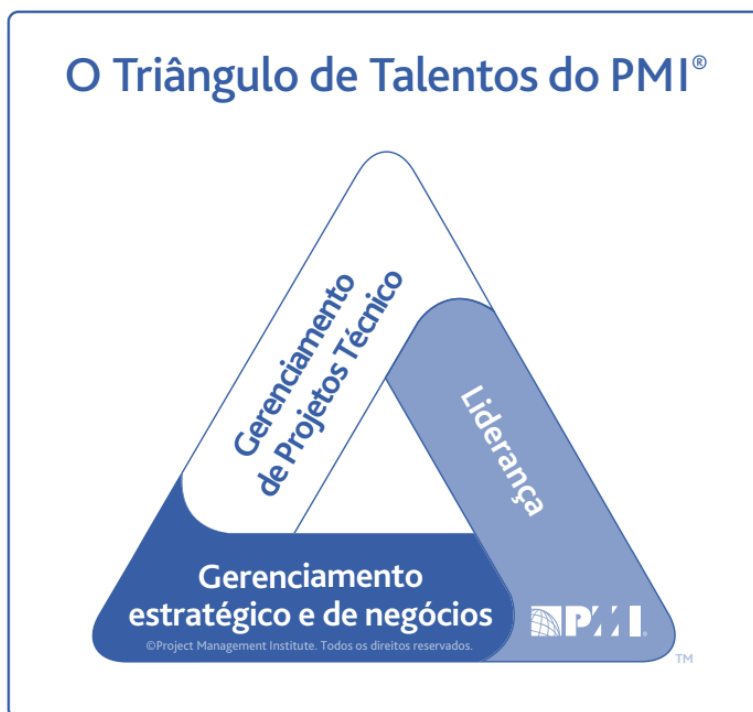 O Triângulo de Talentos do PMI®
Gerenciamento
de Projetos Técnico
Liderança
Gerenciamento
estratégico e de negócios
©Project Management Institute. Todos os direitos reservados.
PMI.
TM